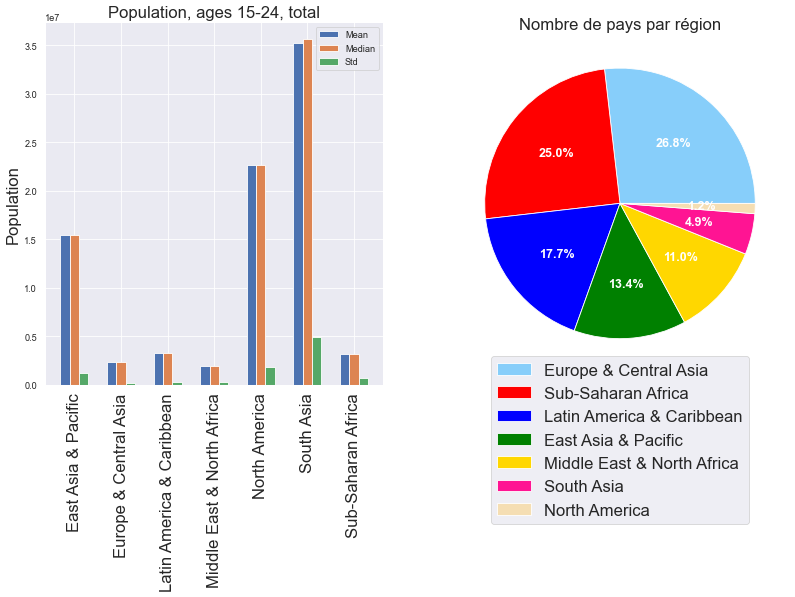 Population, ages 15-24, total
1e7
Mean
Median
Std
3.5
3.0
2.5
2.0
1.5
1.0
0.5
0.0
Population
East Asia & Pacific
Europe & Central Asia
Latin America & Caribbean
Middle East & North Africa
North America
South Asia
Sub-Saharan Africa
Nombre de pays par région
26.8%
25.0%
17.7%
13.4%
11.0%
4.9%
1.2%
Europe & Central Asia
Sub-Saharan Africa
Latin America & Caribbean
East Asia & Pacific
Middle East & North Africa
South Asia
North America